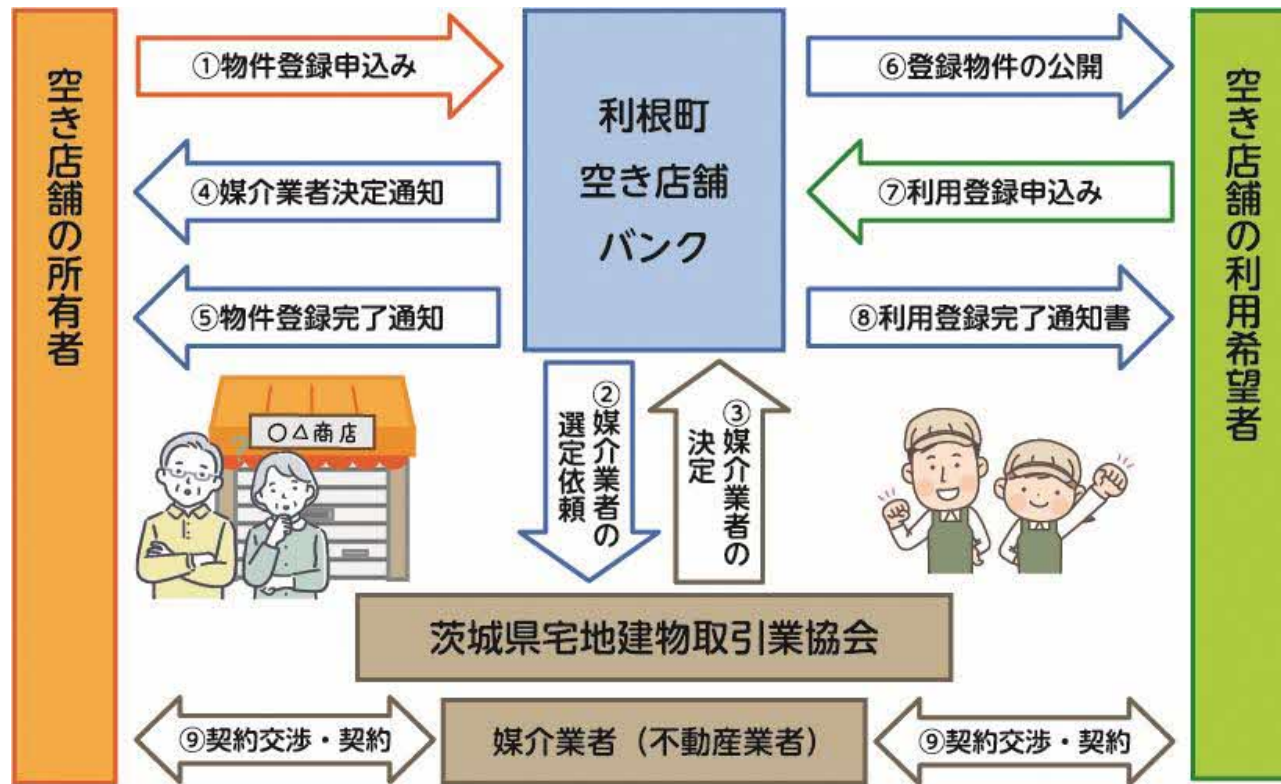 空き店舗の所有者
①物件登録申込み
④媒介業者決定通知
⑤物件登録完了通知
利根町
空き店舗
バンク
⑥登録物件の公開
⑦利用登録申込み
⑧利用登録完了通知書
空き店舗の利用希望者
②媒介業者の
選定依頼
③媒介業者の
決定
〇△商店
茨城県宅地建物取引業協会
⑨契約交渉・契約
媒介業者（不動産業者）
⑨契約交渉・契約